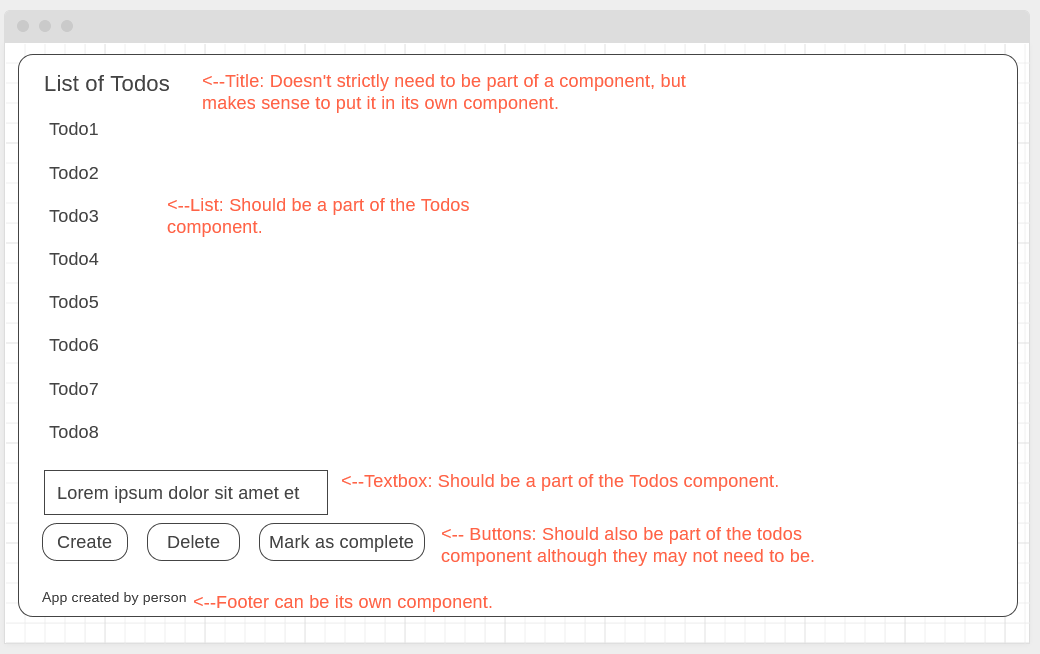 List of Todos
<--Title: Doesn't strictly need to be part of a component, but
makes sense to put it in its own component.
Todo1
Todo2
Todo3
<--List: Should be a part of the Todos
component.
Todo4
Todo5
Todo6
Todo7
Todo8
Lorem ipsum dolor sit amet et
<--Textbox: Should be a part of the Todos component.
Create
Delete
Mark as complete
<-- Buttons: Should also be part of the todos
component although they may not need to be.
App created by person
<--Footer can be its own component.